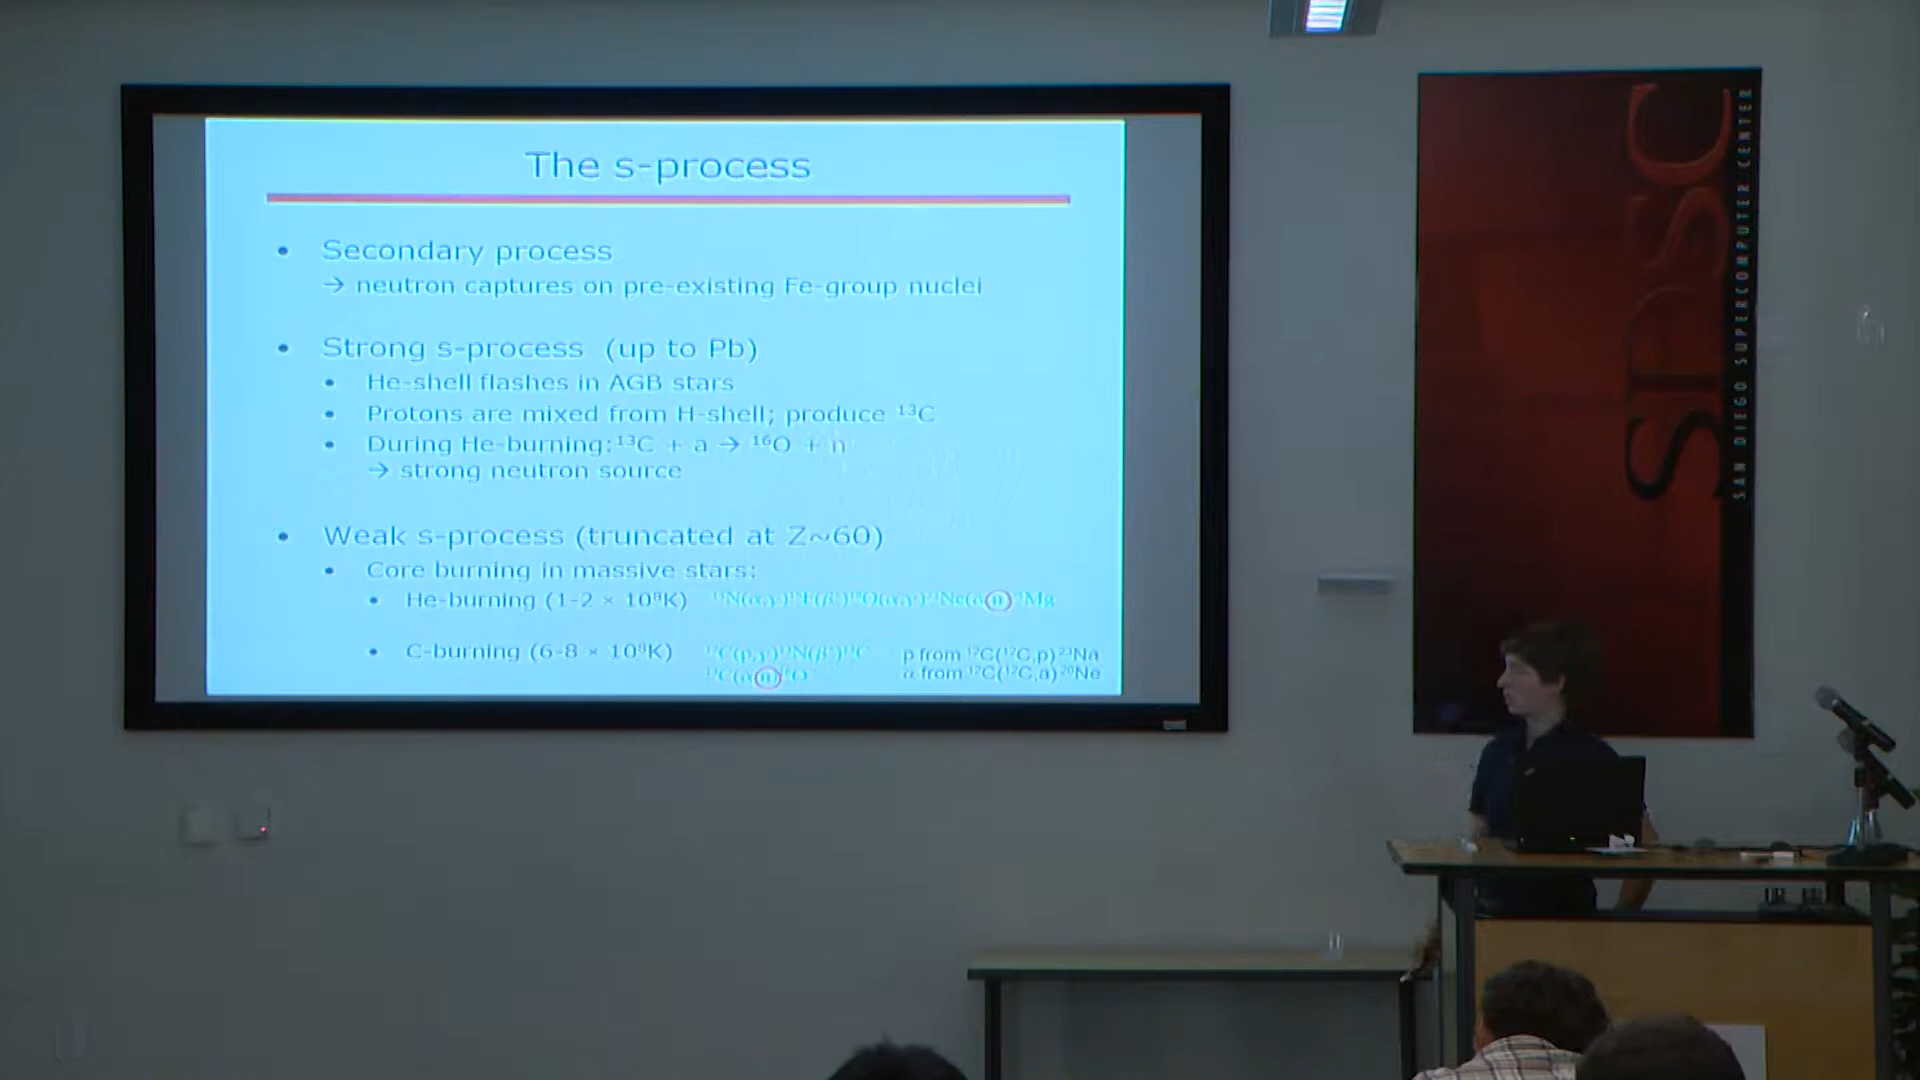 The s-process
• Secondary process
→ neutron captures on pre-existing Fe-group nuclei
• Strong s-process (up to Pb)
• He-shell flashes in AGB stars
• Protons are mixed from H-shell; produce ¹³C
• During He-burning: ¹³C + a → ¹⁶O + n
→ strong neutron source
• Weak s-process (truncated at Z~60)
• Core burning in massive stars:
• He-burning (1-2 × 10⁸K)
• C-burning (6-8 × 10⁸K)
p from ¹²C(¹²C,p)²³Na
α from ¹²C(¹²C,a)²⁰Ne
SDSC
SAN DIEGO SUPERCOMPUTER CENTER